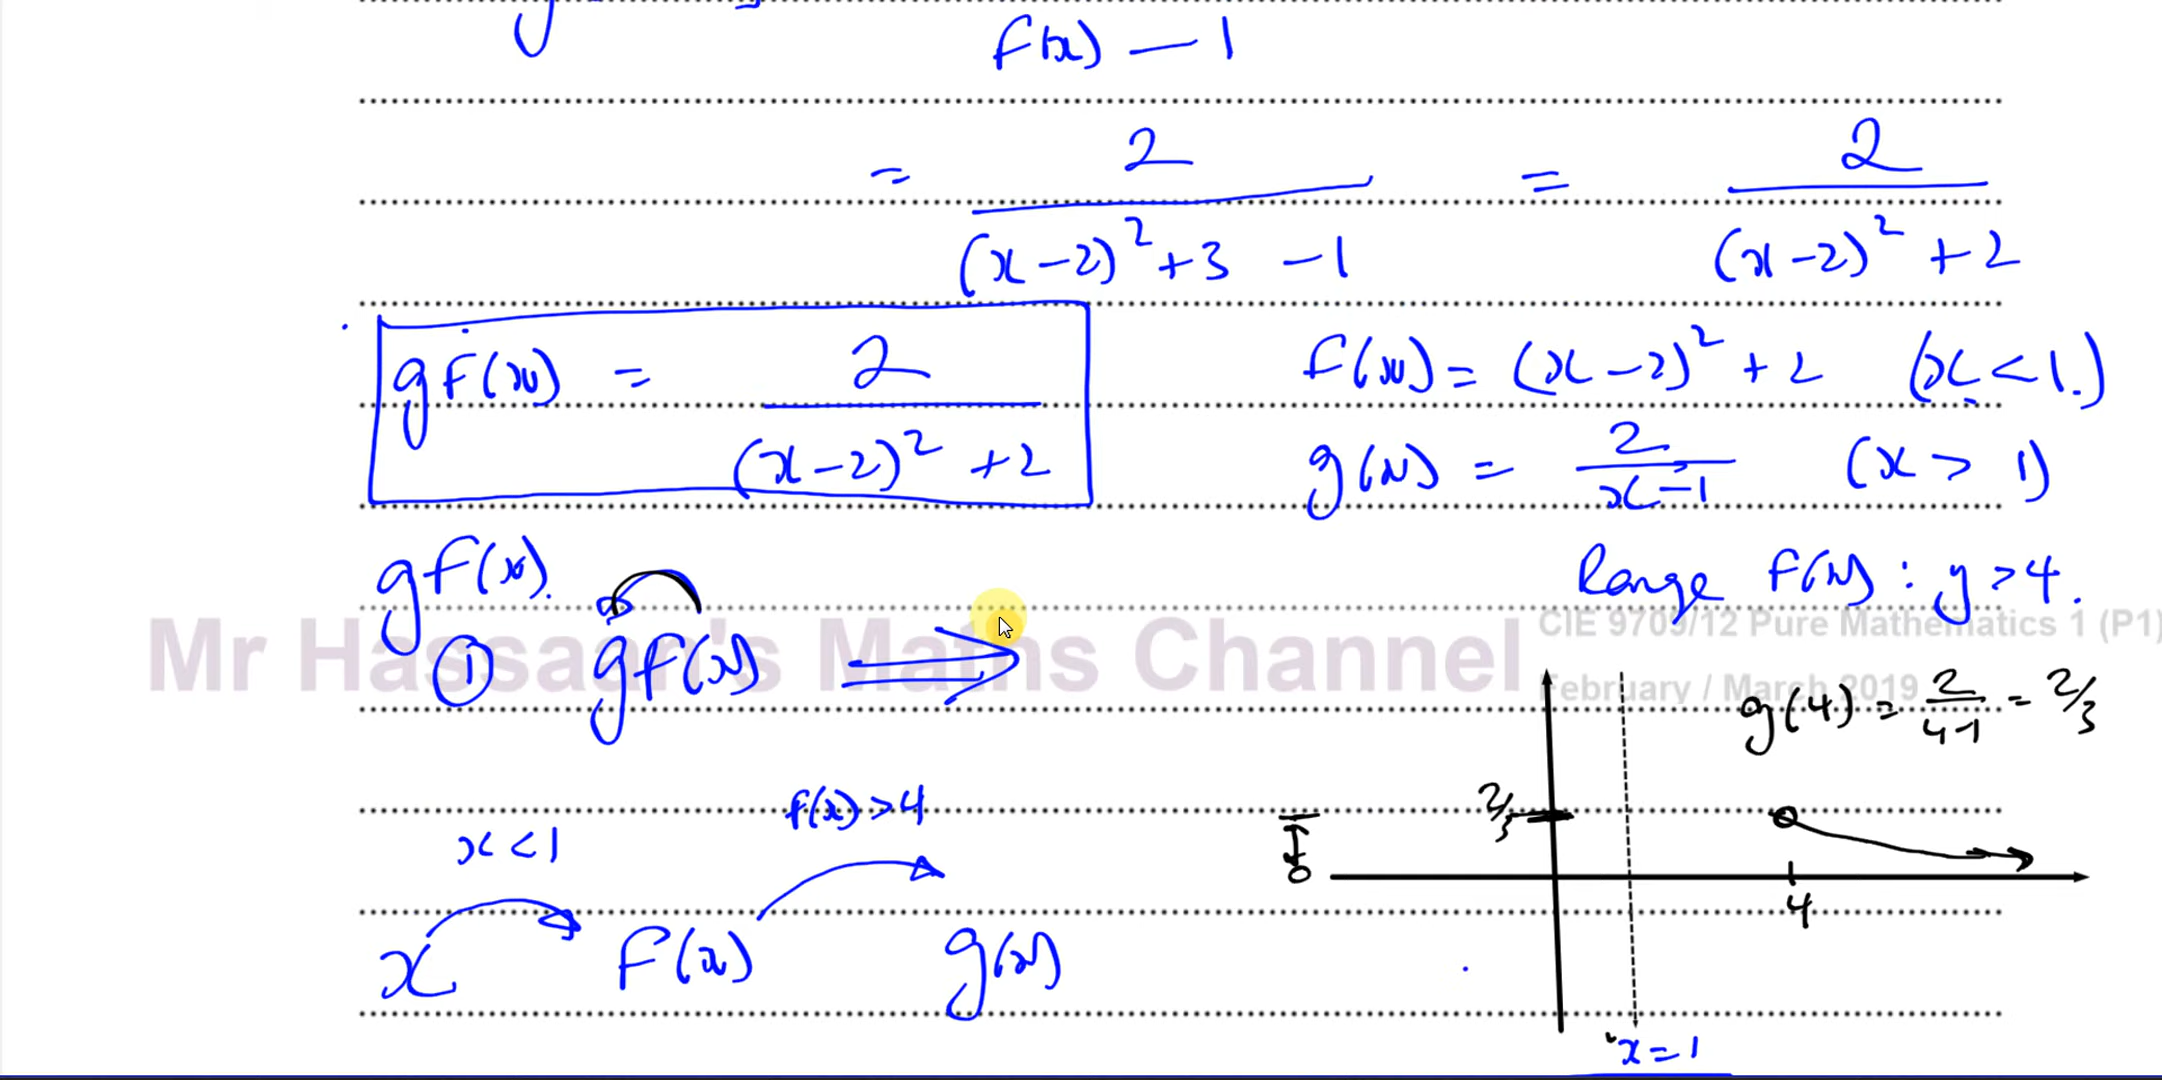 f(x) − 1
= 2/((x−2)² + 3 − 1) = 2/((x−2)² + 2)
gf(x) = 2/((x−2)² + 2)
f(x) = (x−2)² + 2 (x < 1)
g(x) = 2/(x−1) (x > 1)
gf(x).
Range f(x) : y > 4.
Mr Hassaan's Maths Channel
CIE 9709/12 Pure Mathematics 1 (P1)
February / March 2019
① gf(x) ⟹
g(4) = 2/(4−1) = 2/3
x < 1
f(x) > 4
2/3
4
x f(x) g(x)
x = 1